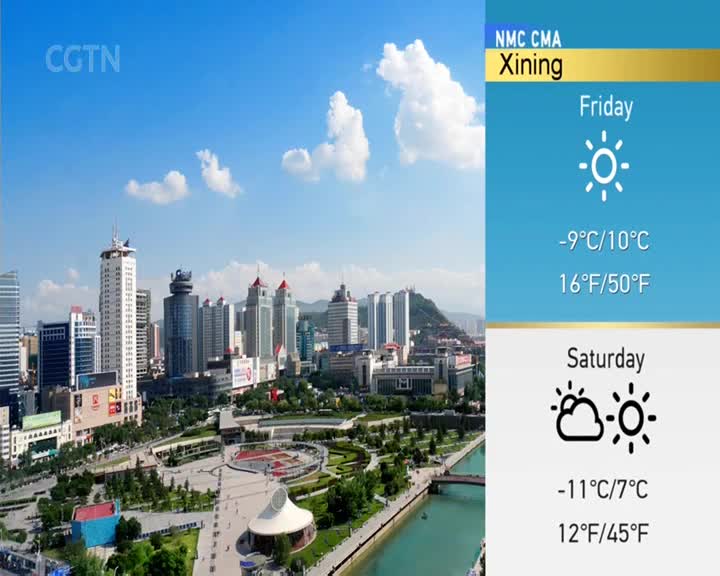 CGTN
NMC CMA
Xining
Friday
-9°C/10°C
16°F/50°F
Saturday
-11°C/7°C
12°F/45°F